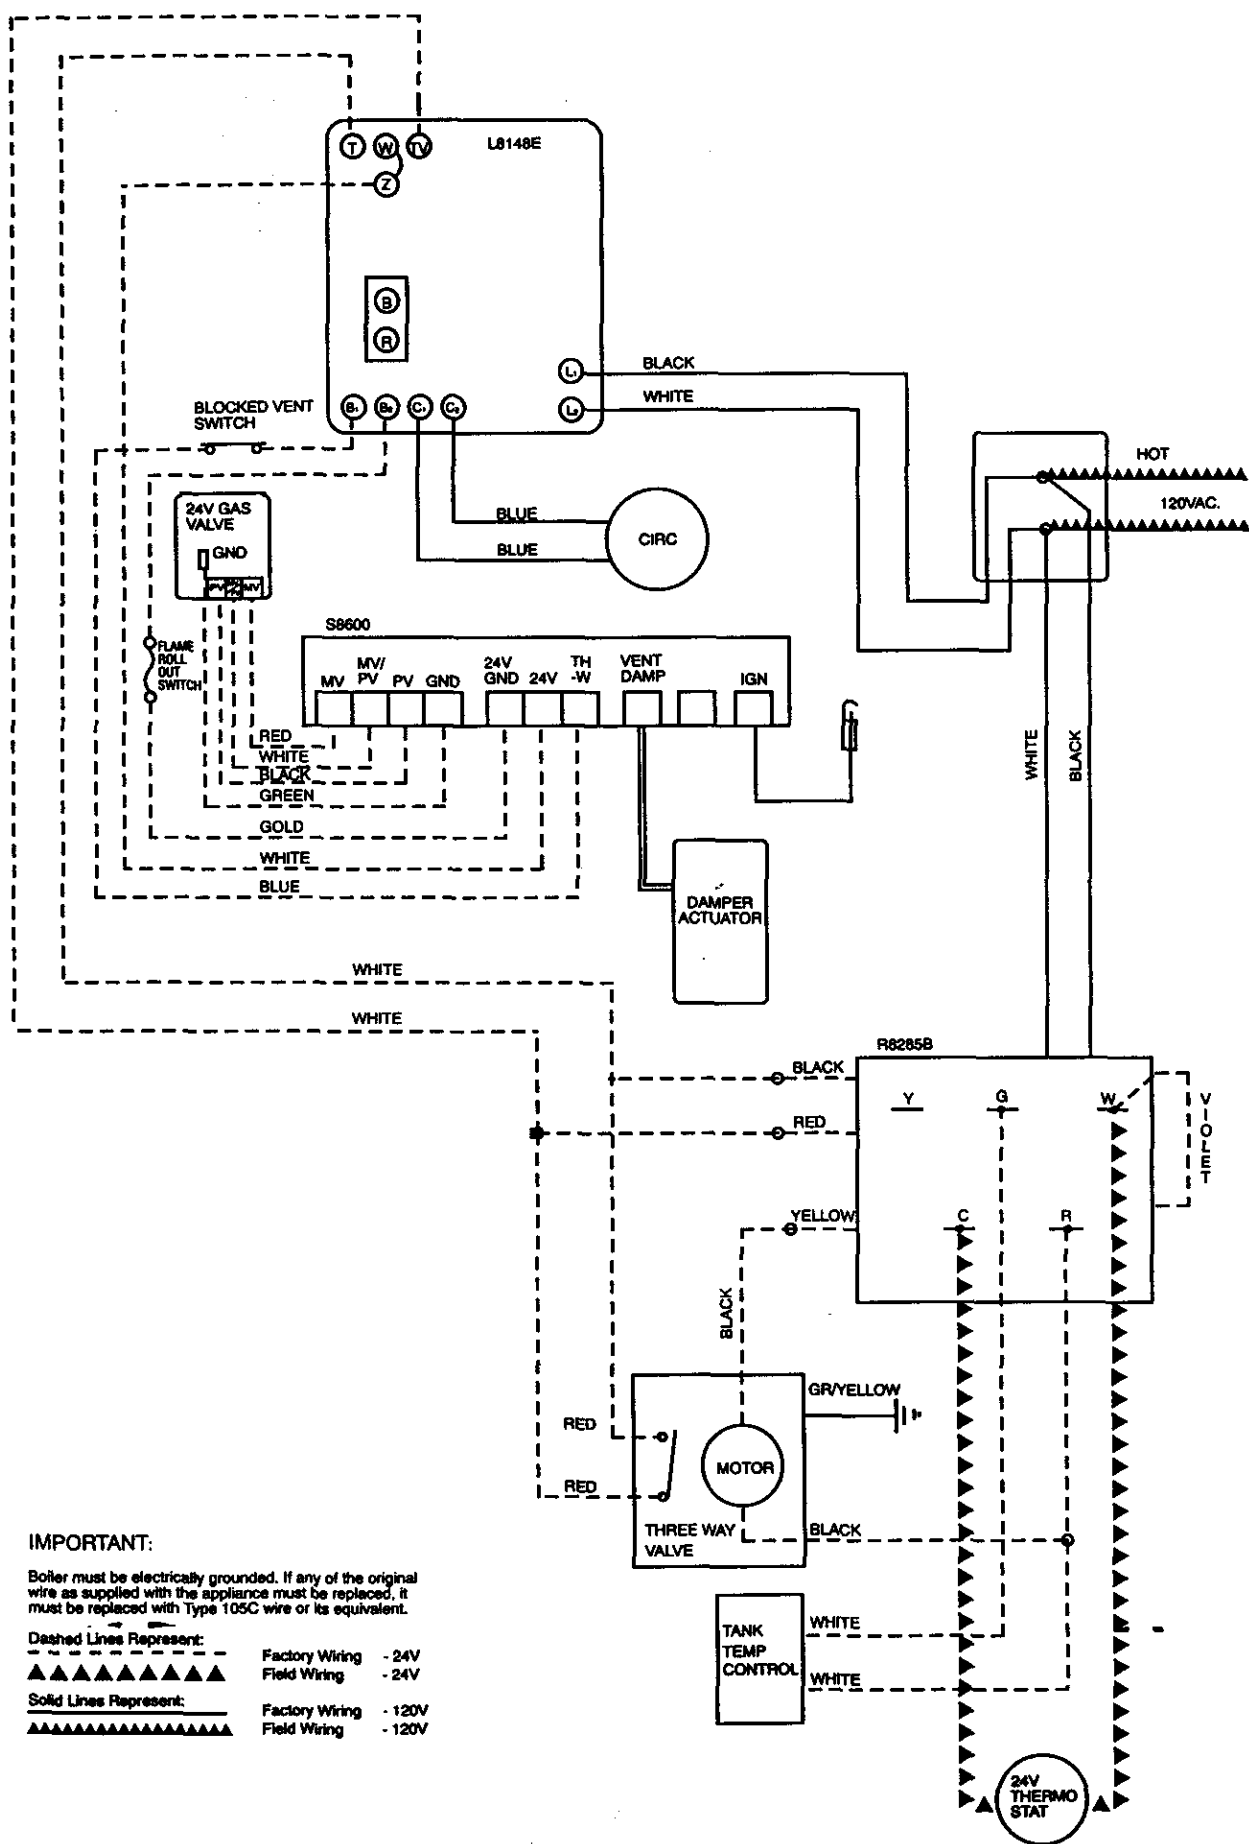 T W TV
L8148E
Z
B
R
L1
BLACK
L2
WHITE
B1 B2 C1 C2
BLOCKED VENT
SWITCH
HOT
120VAC.
24V GAS
VALVE
GND
PV MV
BLUE
BLUE
CIRC
FLAME
ROLL
OUT
SWITCH
S8600
MV
MV/
PV
PV
GND
24V
GND
24V
TH
-W
VENT
DAMP
IGN
RED
WHITE
BLACK
GREEN
GOLD
WHITE
BLUE
WHITE
BLACK
DAMPER
ACTUATOR
WHITE
WHITE
R8285B
BLACK
Y G W
VIOLET
RED
YELLOW
C R
BLACK
GR/YELLOW
RED
RED
MOTOR
THREE WAY
VALVE
BLACK
TANK
TEMP
CONTROL
WHITE
WHITE
24V
THERMO
STAT
IMPORTANT:
Boiler must be electrically grounded. If any of the original
wire as supplied with the appliance must be replaced, it
must be replaced with Type 105C wire or its equivalent.
Dashed Lines Represent:
Factory Wiring - 24V
Field Wiring - 24V
Solid Lines Represent:
Factory Wiring - 120V
Field Wiring - 120V